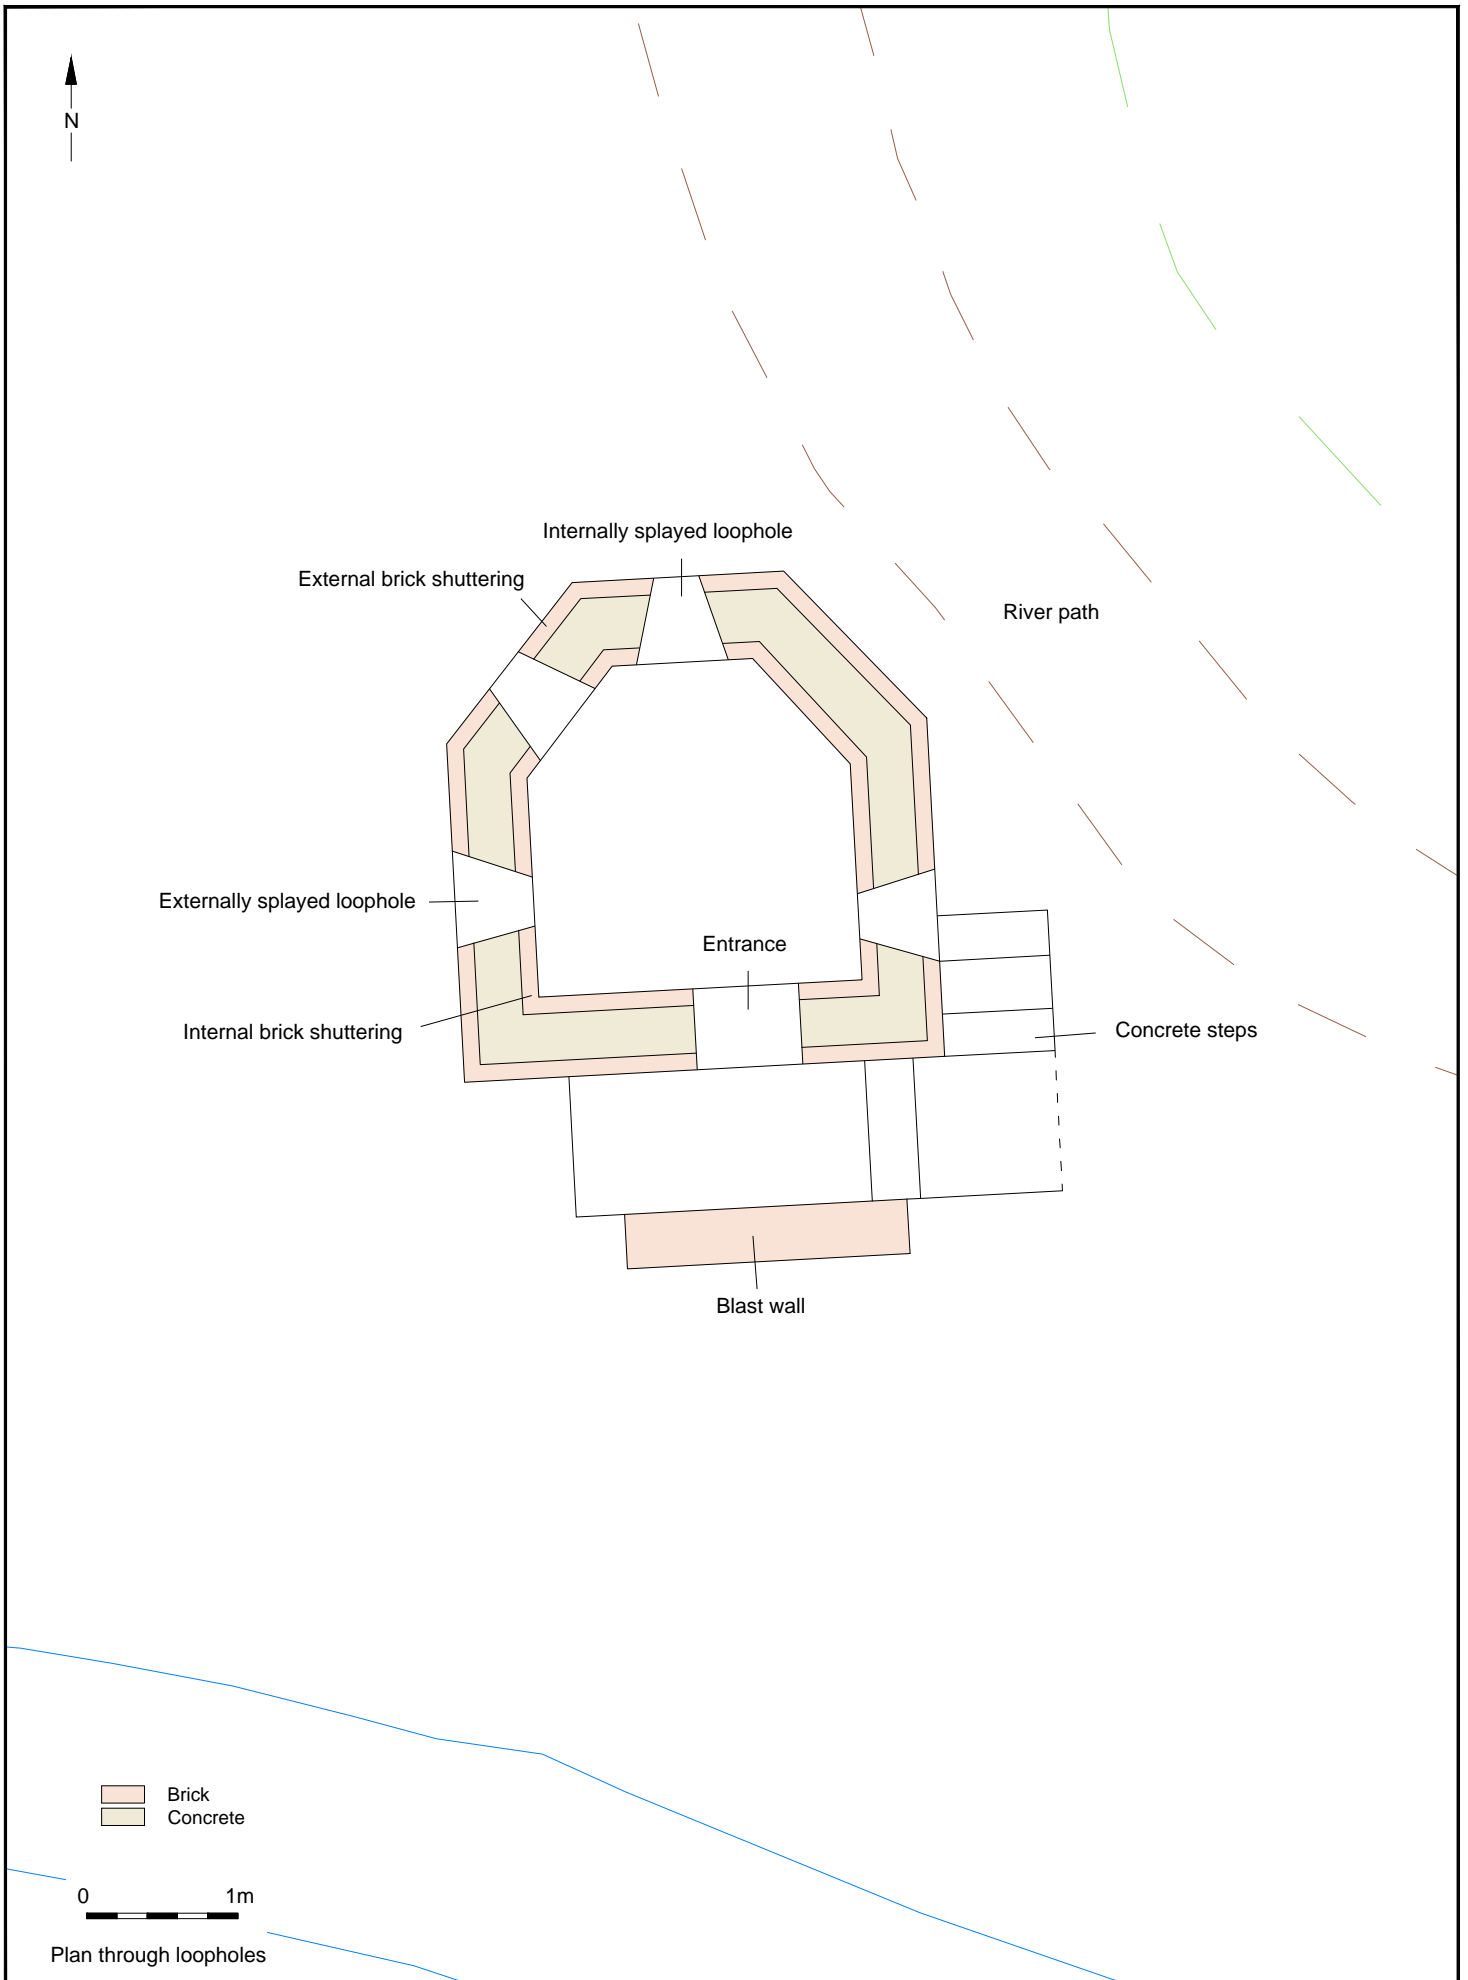 N
Internally splayed loophole
External brick shuttering
River path
Externally splayed loophole
Entrance
Internal brick shuttering
Concrete steps
Blast wall
Brick
Concrete
0 1m
Plan through loopholes